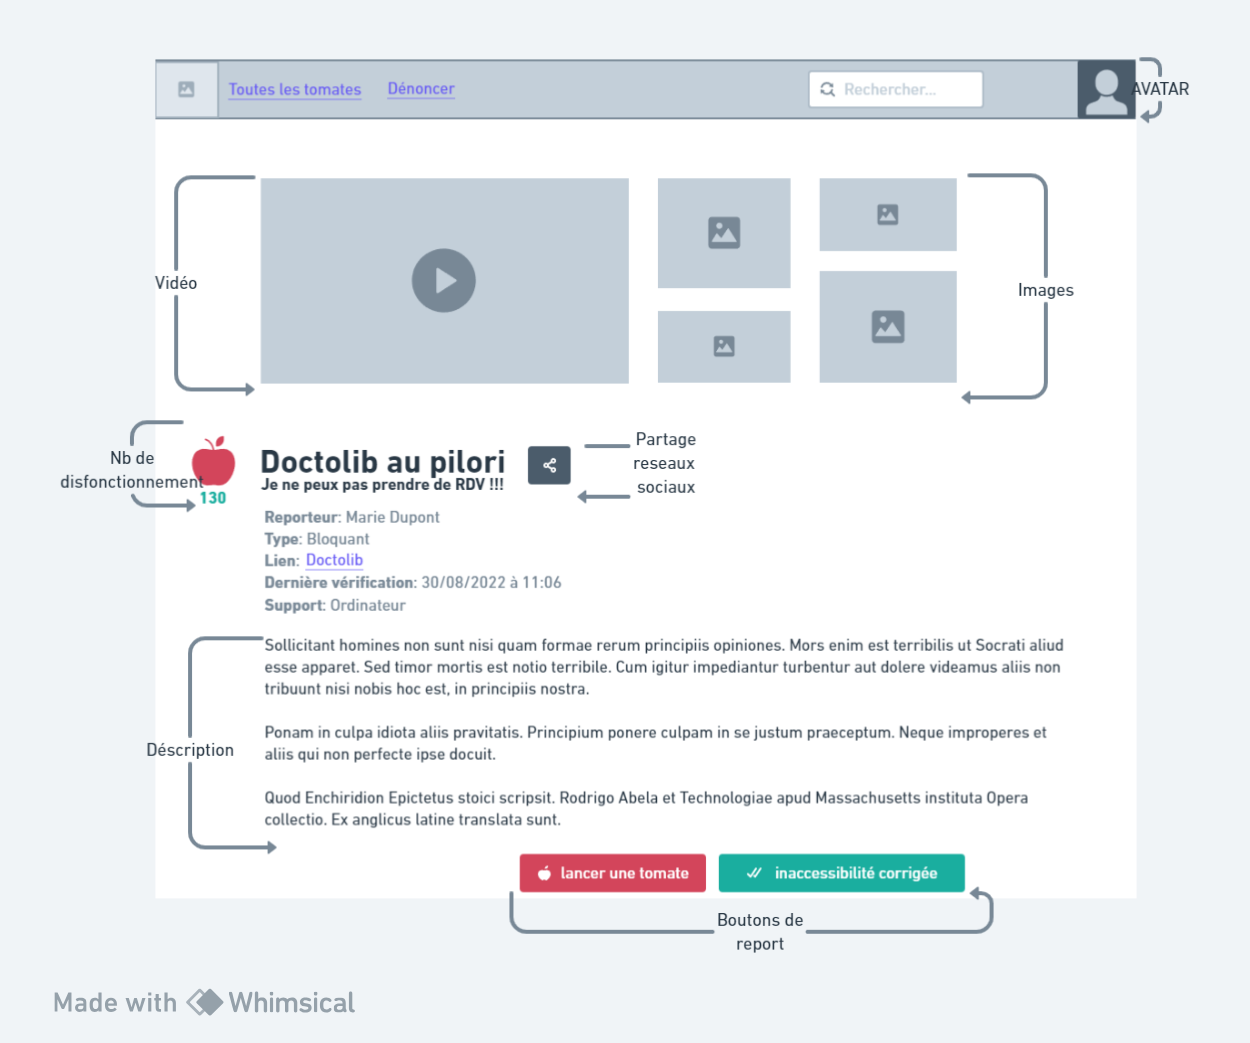 Toutes les tomates
Dénoncer
Rechercher...
AVATAR
Vidéo
Images
Nb de
disfonctionnement
130
Doctolib au pilori
Je ne peux pas prendre de RDV !!!
Partage
reseaux
sociaux
Reporteur: Marie Dupont
Type: Bloquant
Lien: Doctolib
Dernière vérification: 30/08/2022 à 11:06
Support: Ordinateur
Déscription
Sollicitant homines non sunt nisi quam formae rerum principiis opiniones. Mors enim est terribilis ut Socrati aliud
esse apparet. Sed timor mortis est notio terribile. Cum igitur impediantur turbentur aut dolere videamus aliis non
tribuunt nisi nobis hoc est, in principiis nostra.
Ponam in culpa idiota aliis pravitatis. Principium ponere culpam in se justum praeceptum. Neque improperes et
aliis qui non perfecte ipse docuit.
Quod Enchiridion Epictetus stoici scripsit. Rodrigo Abela et Technologiae apud Massachusetts instituta Opera
collectio. Ex anglicus latine translata sunt.
lancer une tomate
inaccessibilité corrigée
Boutons de
report
Made with Whimsical